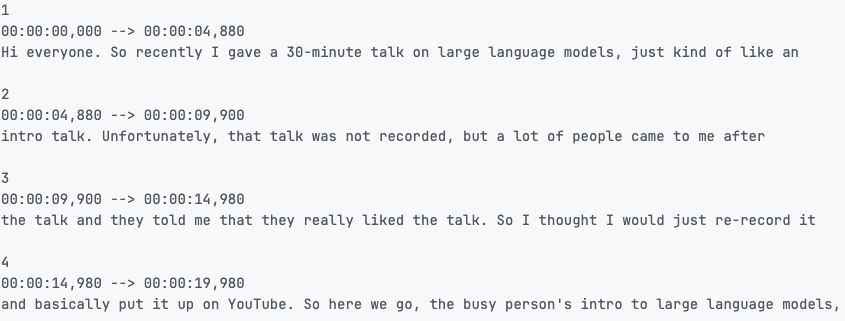 1
00:00:00,000 --> 00:00:04,880
Hi everyone. So recently I gave a 30-minute talk on large language models, just kind of like an
2
00:00:04,880 --> 00:00:09,900
intro talk. Unfortunately, that talk was not recorded, but a lot of people came to me after
3
00:00:09,900 --> 00:00:14,980
the talk and they told me that they really liked the talk. So I thought I would just re-record it
4
00:00:14,980 --> 00:00:19,980
and basically put it up on YouTube. So here we go, the busy person's intro to large language models,